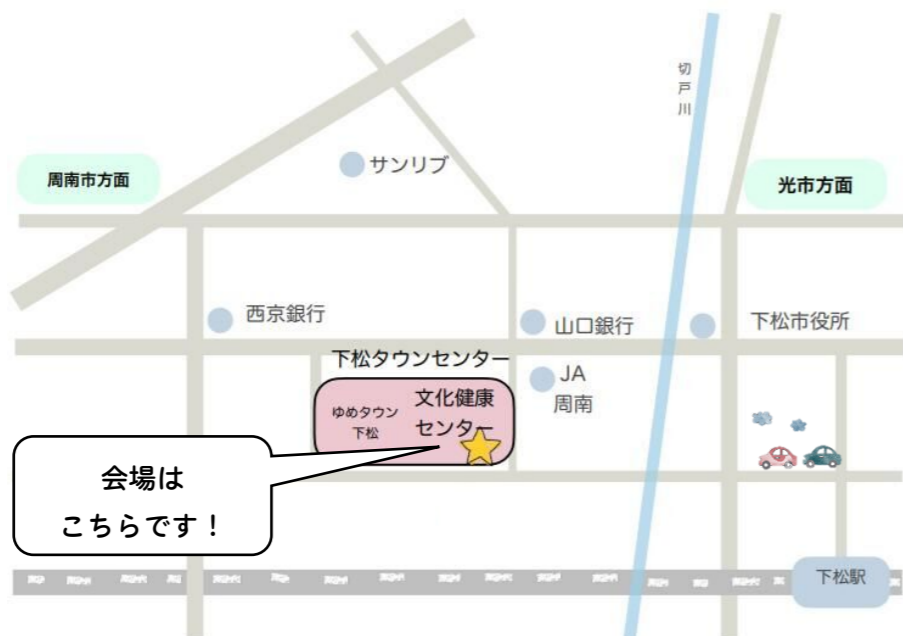 切戸川
サンリブ
周南市方面
光市方面
西京銀行
山口銀行
下松市役所
下松タウンセンター
JA
周南
文化健康
センター
ゆめタウン
下松
会場は
こちらです！
下松駅